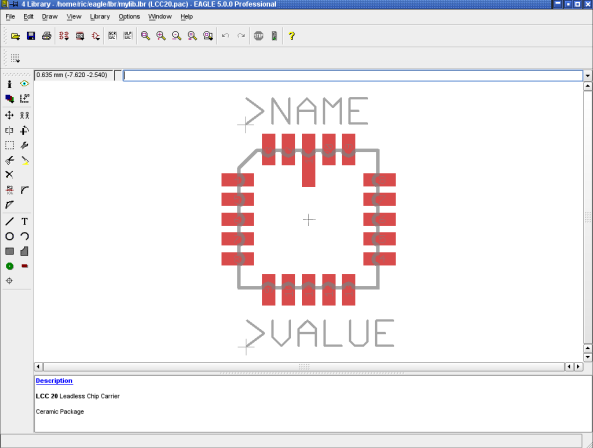 4 Library - /home/ric/eagle/lbr/mylib.lbr (LCC20.pac) - EAGLE 5.0.0 Professional
File Edit Draw View Library Options Window Help
0.635 mm (-7.620 -2.540)
>NAME
>VALUE
Description
LCC 20 Leadless Chip Carrier
Ceramic Package